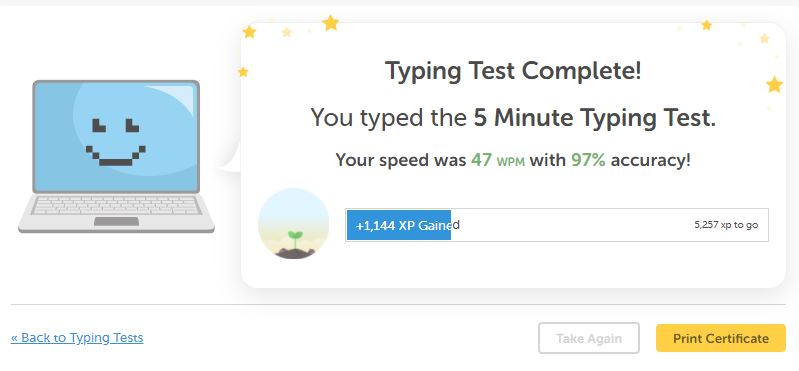 Typing Test Complete!
You typed the 5 Minute Typing Test.
Your speed was 47 WPM with 97% accuracy!
+1,144 XP Gained
5,257 xp to go
« Back to Typing Tests
Take Again
Print Certificate